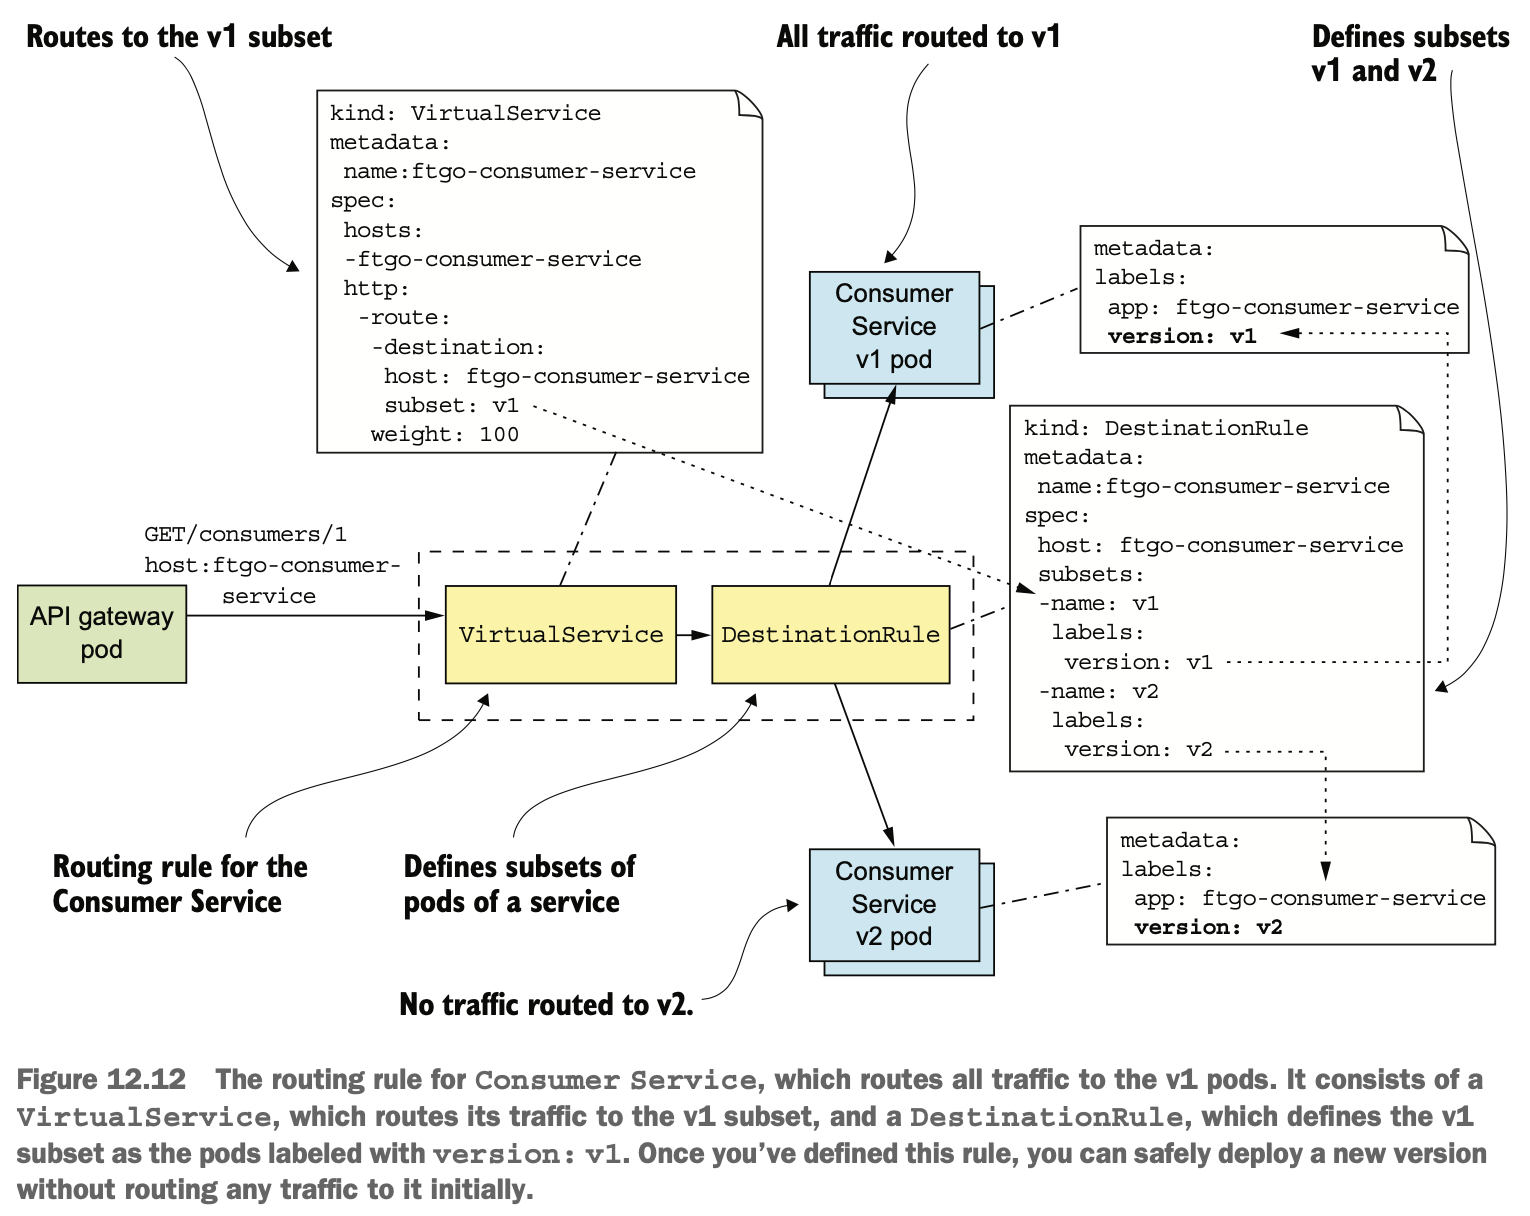 Routes to the v1 subset
All traffic routed to v1
Defines subsets
v1 and v2
kind: VirtualService
metadata:
name:ftgo-consumer-service
spec:
hosts:
-ftgo-consumer-service
http:
-route:
-destination:
host: ftgo-consumer-service
subset: v1
weight: 100
Consumer
Service
v1 pod
metadata:
labels:
app: ftgo-consumer-service
version: v1
kind: DestinationRule
metadata:
name:ftgo-consumer-service
spec:
host: ftgo-consumer-service
subsets:
-name: v1
labels:
version: v1
-name: v2
labels:
version: v2
GET/consumers/1
host:ftgo-consumer-
service
API gateway
pod
VirtualService
DestinationRule
Routing rule for the
Consumer Service
Defines subsets of
pods of a service
Consumer
Service
v2 pod
metadata:
labels:
app: ftgo-consumer-service
version: v2
No traffic routed to v2.
Figure 12.12 The routing rule for Consumer Service, which routes all traffic to the v1 pods. It consists of a
VirtualService, which routes its traffic to the v1 subset, and a DestinationRule, which defines the v1
subset as the pods labeled with version: v1. Once you’ve defined this rule, you can safely deploy a new version
without routing any traffic to it initially.